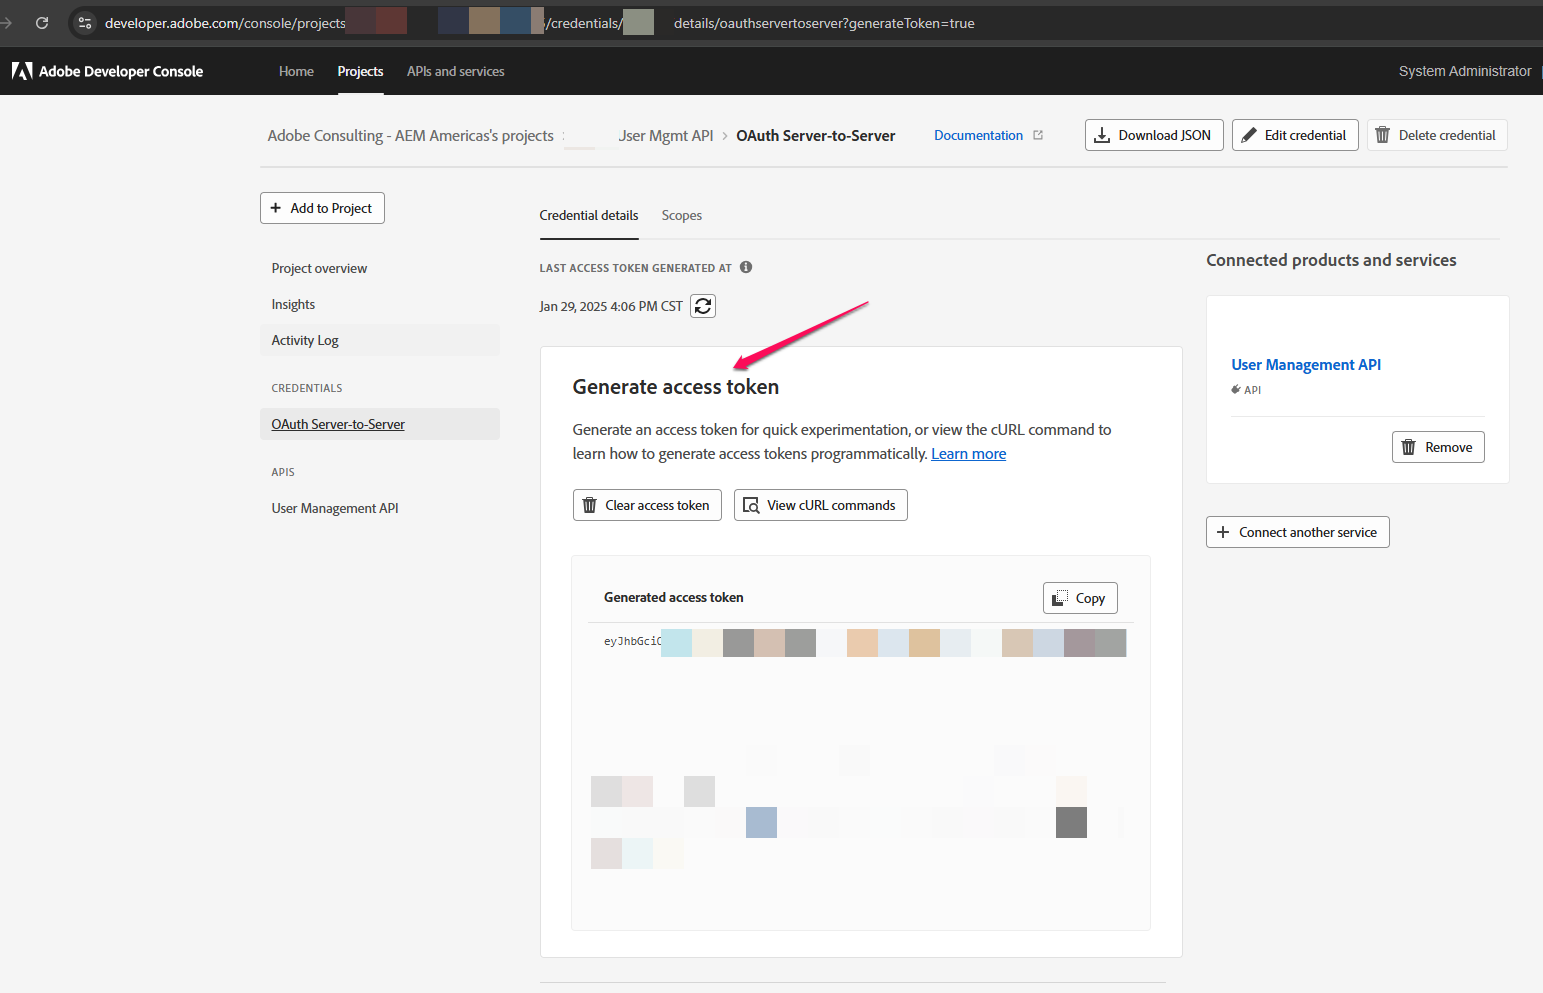 developer.adobe.com/console/projects /credentials/ details/oauthservertoserver?generateToken=true
Adobe Developer Console
Home
Projects
APIs and services
System Administrator
Adobe Consulting - AEM Americas's projects
User Mgmt API > OAuth Server-to-Server
Documentation
Download JSON
Edit credential
Delete credential
+ Add to Project
Project overview
Insights
Activity Log
CREDENTIALS
OAuth Server-to-Server
APIS
User Management API
Credential details
Scopes
LAST ACCESS TOKEN GENERATED AT
Jan 29, 2025 4:06 PM CST
Generate access token
Generate an access token for quick experimentation, or view the cURL command to
learn how to generate access tokens programmatically. Learn more
Clear access token
View cURL commands
Generated access token
Copy
eyJhbGci
Connected products and services
User Management API
API
Remove
+ Connect another service